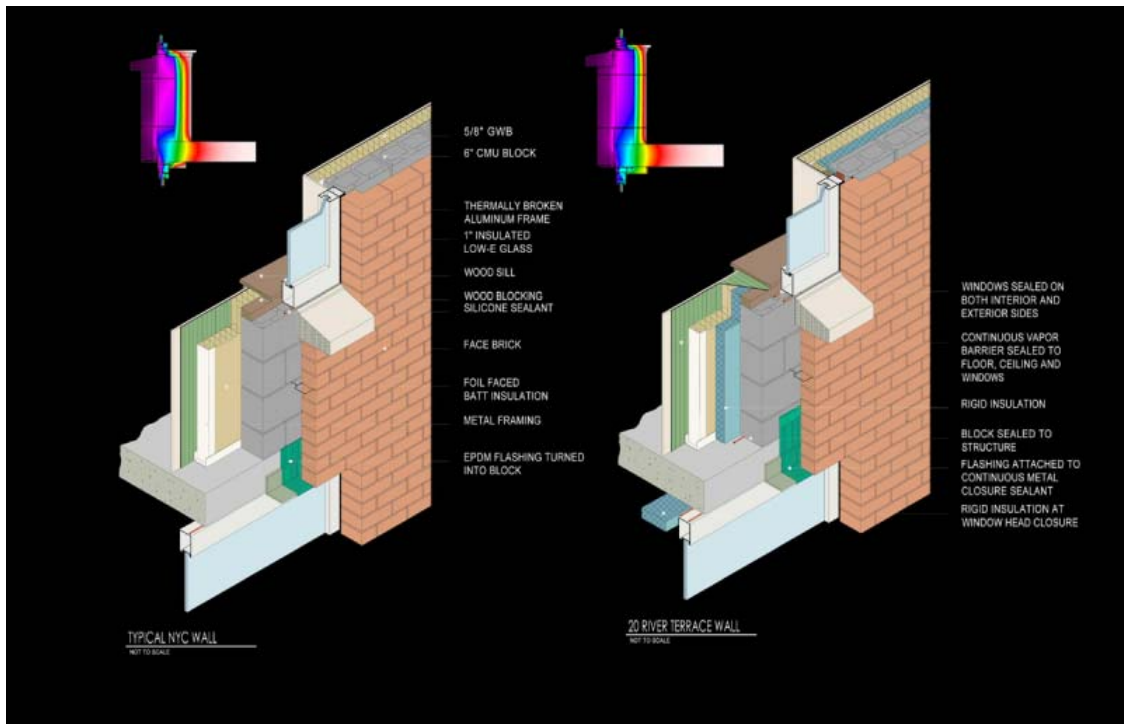 5/8" GWB
6" CMU BLOCK
THERMALLY BROKEN
ALUMINUM FRAME
1" INSULATED
LOW-E GLASS
WOOD SILL
WOOD BLOCKING
SILICONE SEALANT
FACE BRICK
FOIL FACED
BATT INSULATION
METAL FRAMING
EPDM FLASHING TURNED
INTO BLOCK
TYPICAL NYC WALL
NOT TO SCALE
WINDOWS SEALED ON
BOTH INTERIOR AND
EXTERIOR SIDES
CONTINUOUS VAPOR
BARRIER SEALED TO
FLOOR, CEILING AND
WINDOWS
RIGID INSULATION
BLOCK SEALED TO
STRUCTURE
FLASHING ATTACHED TO
CONTINUOUS METAL
CLOSURE SEALANT
RIGID INSULATION AT
WINDOW HEAD CLOSURE
20 RIVER TERRACE WALL
NOT TO SCALE